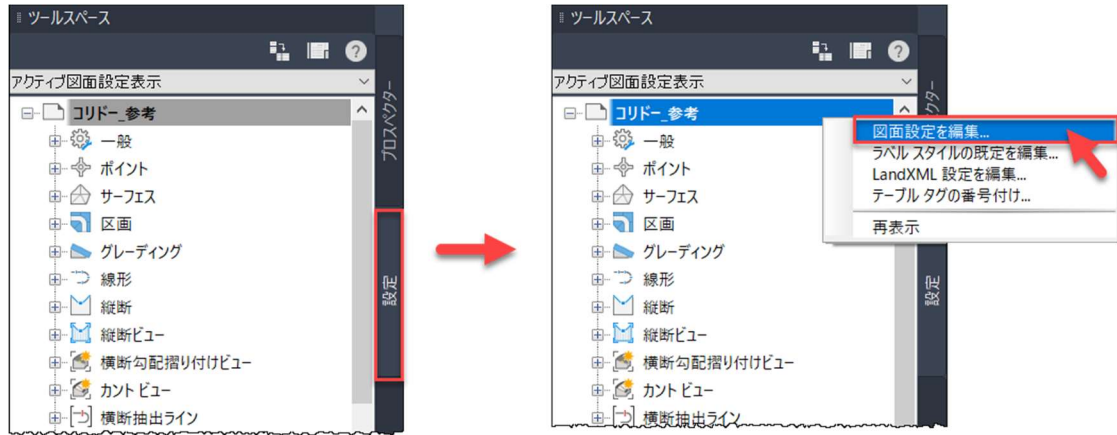 ツールスペース
?
アクティブ図面設定表示
コリドー_参考
一般
ポイント
サーフェス
区画
グレーディング
線形
縦断
縦断ビュー
横断勾配摺り付けビュー
カント ビュー
横断抽出ライン
プロスペクター
設定
ツールスペース
?
アクティブ図面設定表示
コリドー_参考
一般
ポイント
サーフェス
区画
グレーディング
線形
縦断
縦断ビュー
横断勾配摺り付けビュー
カント ビュー
横断抽出ライン
クター
設定
図面設定を編集...
ラベル スタイルの既定を編集...
LandXML 設定を編集...
テーブル タグの番号付け...
再表示